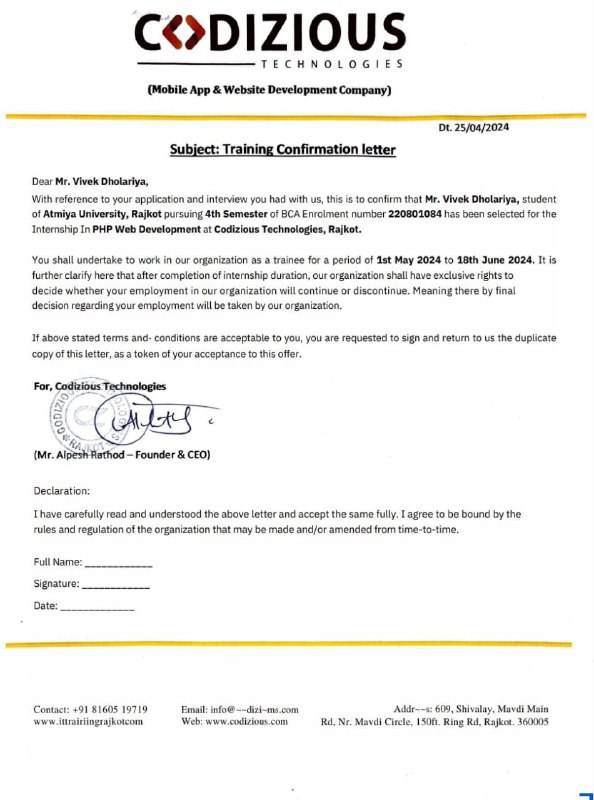 CODIZIOUS
TECHNOLOGIES
(Mobile App & Website Development Company)
Dt. 25/04/2024
Subject: Training Confirmation letter
Dear Mr. Vivek Dholariya,
With reference to your application and interview you had with us, this is to confirm that Mr. Vivek Dholariya, student
of Atmiya University, Rajkot pursuing 4th Semester of BCA Enrolment number 220801084 has been selected for the
Internship In PHP Web Development at Codizious Technologies, Rajkot.
You shall undertake to work in our organization as a trainee for a period of 1st May 2024 to 18th June 2024. It is
further clarify here that after completion of internship duration, our organization shall have exclusive rights to
decide whether your employment in our organization will continue or discontinue. Meaning there by final
decision regarding your employment will be taken by our organization.
If above stated terms and- conditions are acceptable to you, you are requested to sign and return to us the duplicate
copy of this letter, as a token of your acceptance to this offer.
For, Codizious Technologies
RAJKOT
(Mr. Alpesh Rathod – Founder & CEO)
Declaration:
I have carefully read and understood the above letter and accept the same fully. I agree to be bound by the
rules and regulation of the organization that may be made and/or amended from time-to-time.
Full Name: ____________
Signature: ____________
Date: _____________
Contact: +91 81605 19719
www.ittrairiingrajkotcom
Email: info@~~dizi~ms.com
Web: www.codizious.com
Addr~~s: 609, Shivalay, Mavdi Main
Rd, Nr. Mavdi Circle, 150ft. Ring Rd, Rajkot. 360005